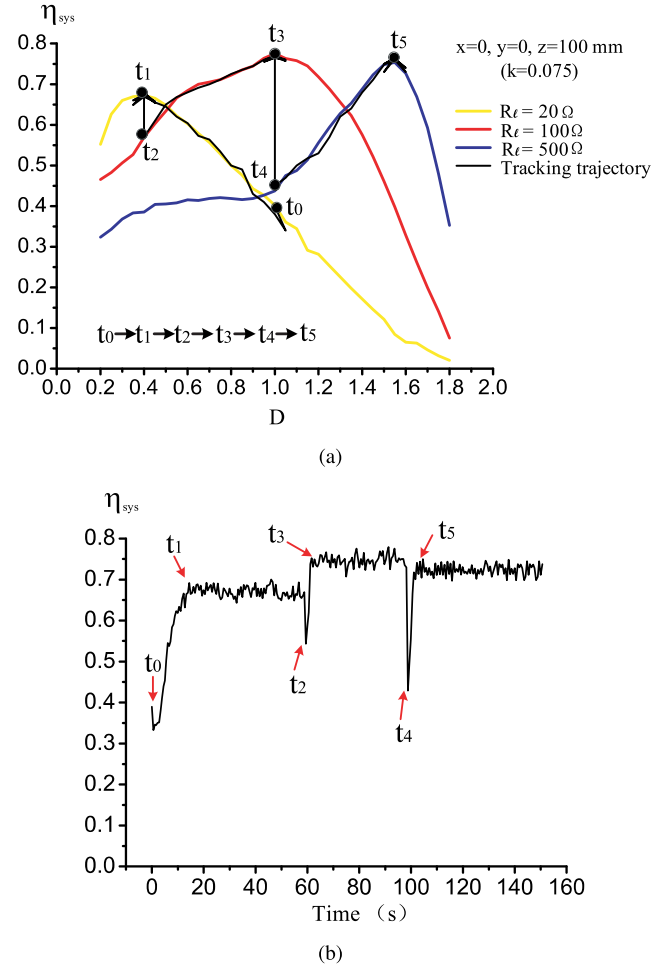 η sys
0.8
0.7
0.6
0.5
0.4
0.3
0.2
0.1
0.0
t1
t2
t3
t4
t0
t5
x=0, y=0, z=100 mm
(k=0.075)
Rℓ= 20 Ω
Rℓ= 100Ω
Rℓ= 500Ω
Tracking trajectory
t0→t1→t2→t3→t4→t5
0.0 0.2 0.4 0.6 0.8 1.0 1.2 1.4 1.6 1.8 2.0
D
(a)
η sys
0.8
0.7
0.6
0.5
0.4
0.3
0.2
0.1
0.0
t0
t1
t2
t3
t4
t5
0 20 40 60 80 100 120 140 160
Time （s）
(b)